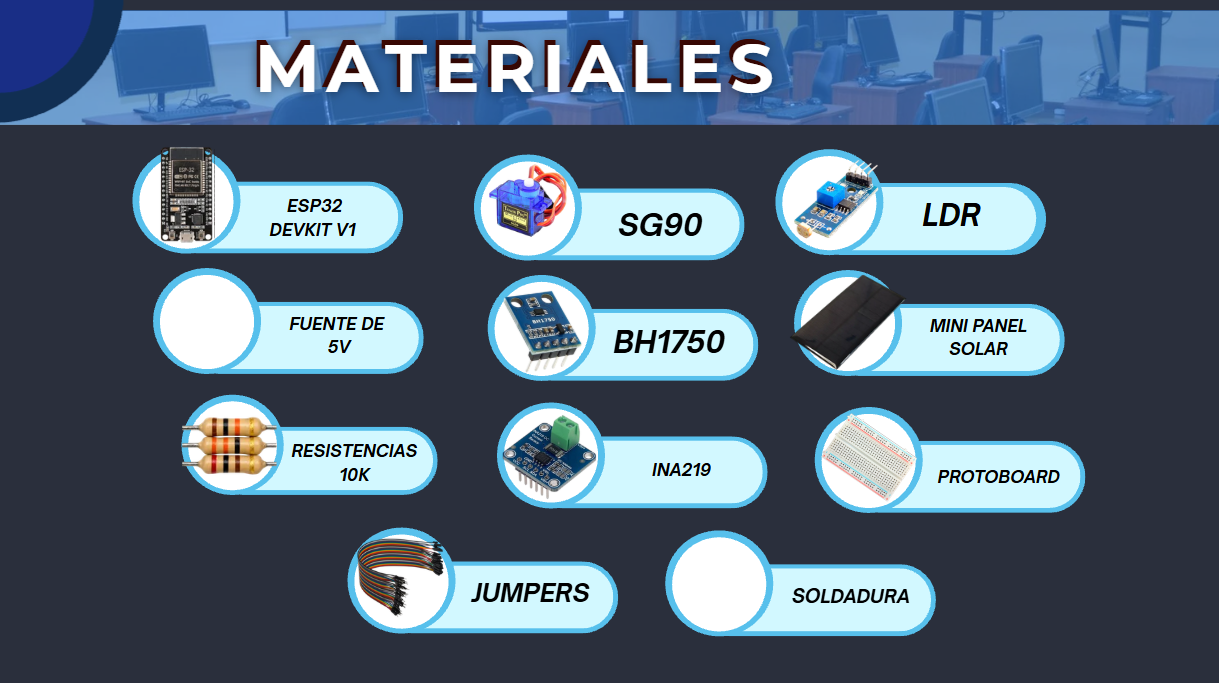 MATERIALES
ESP32
DEVKIT V1
SG90
LDR
FUENTE DE
5V
BH1750
BH1750
MINI PANEL
SOLAR
RESISTENCIAS
10K
INA219
PROTOBOARD
JUMPERS
SOLDADURA